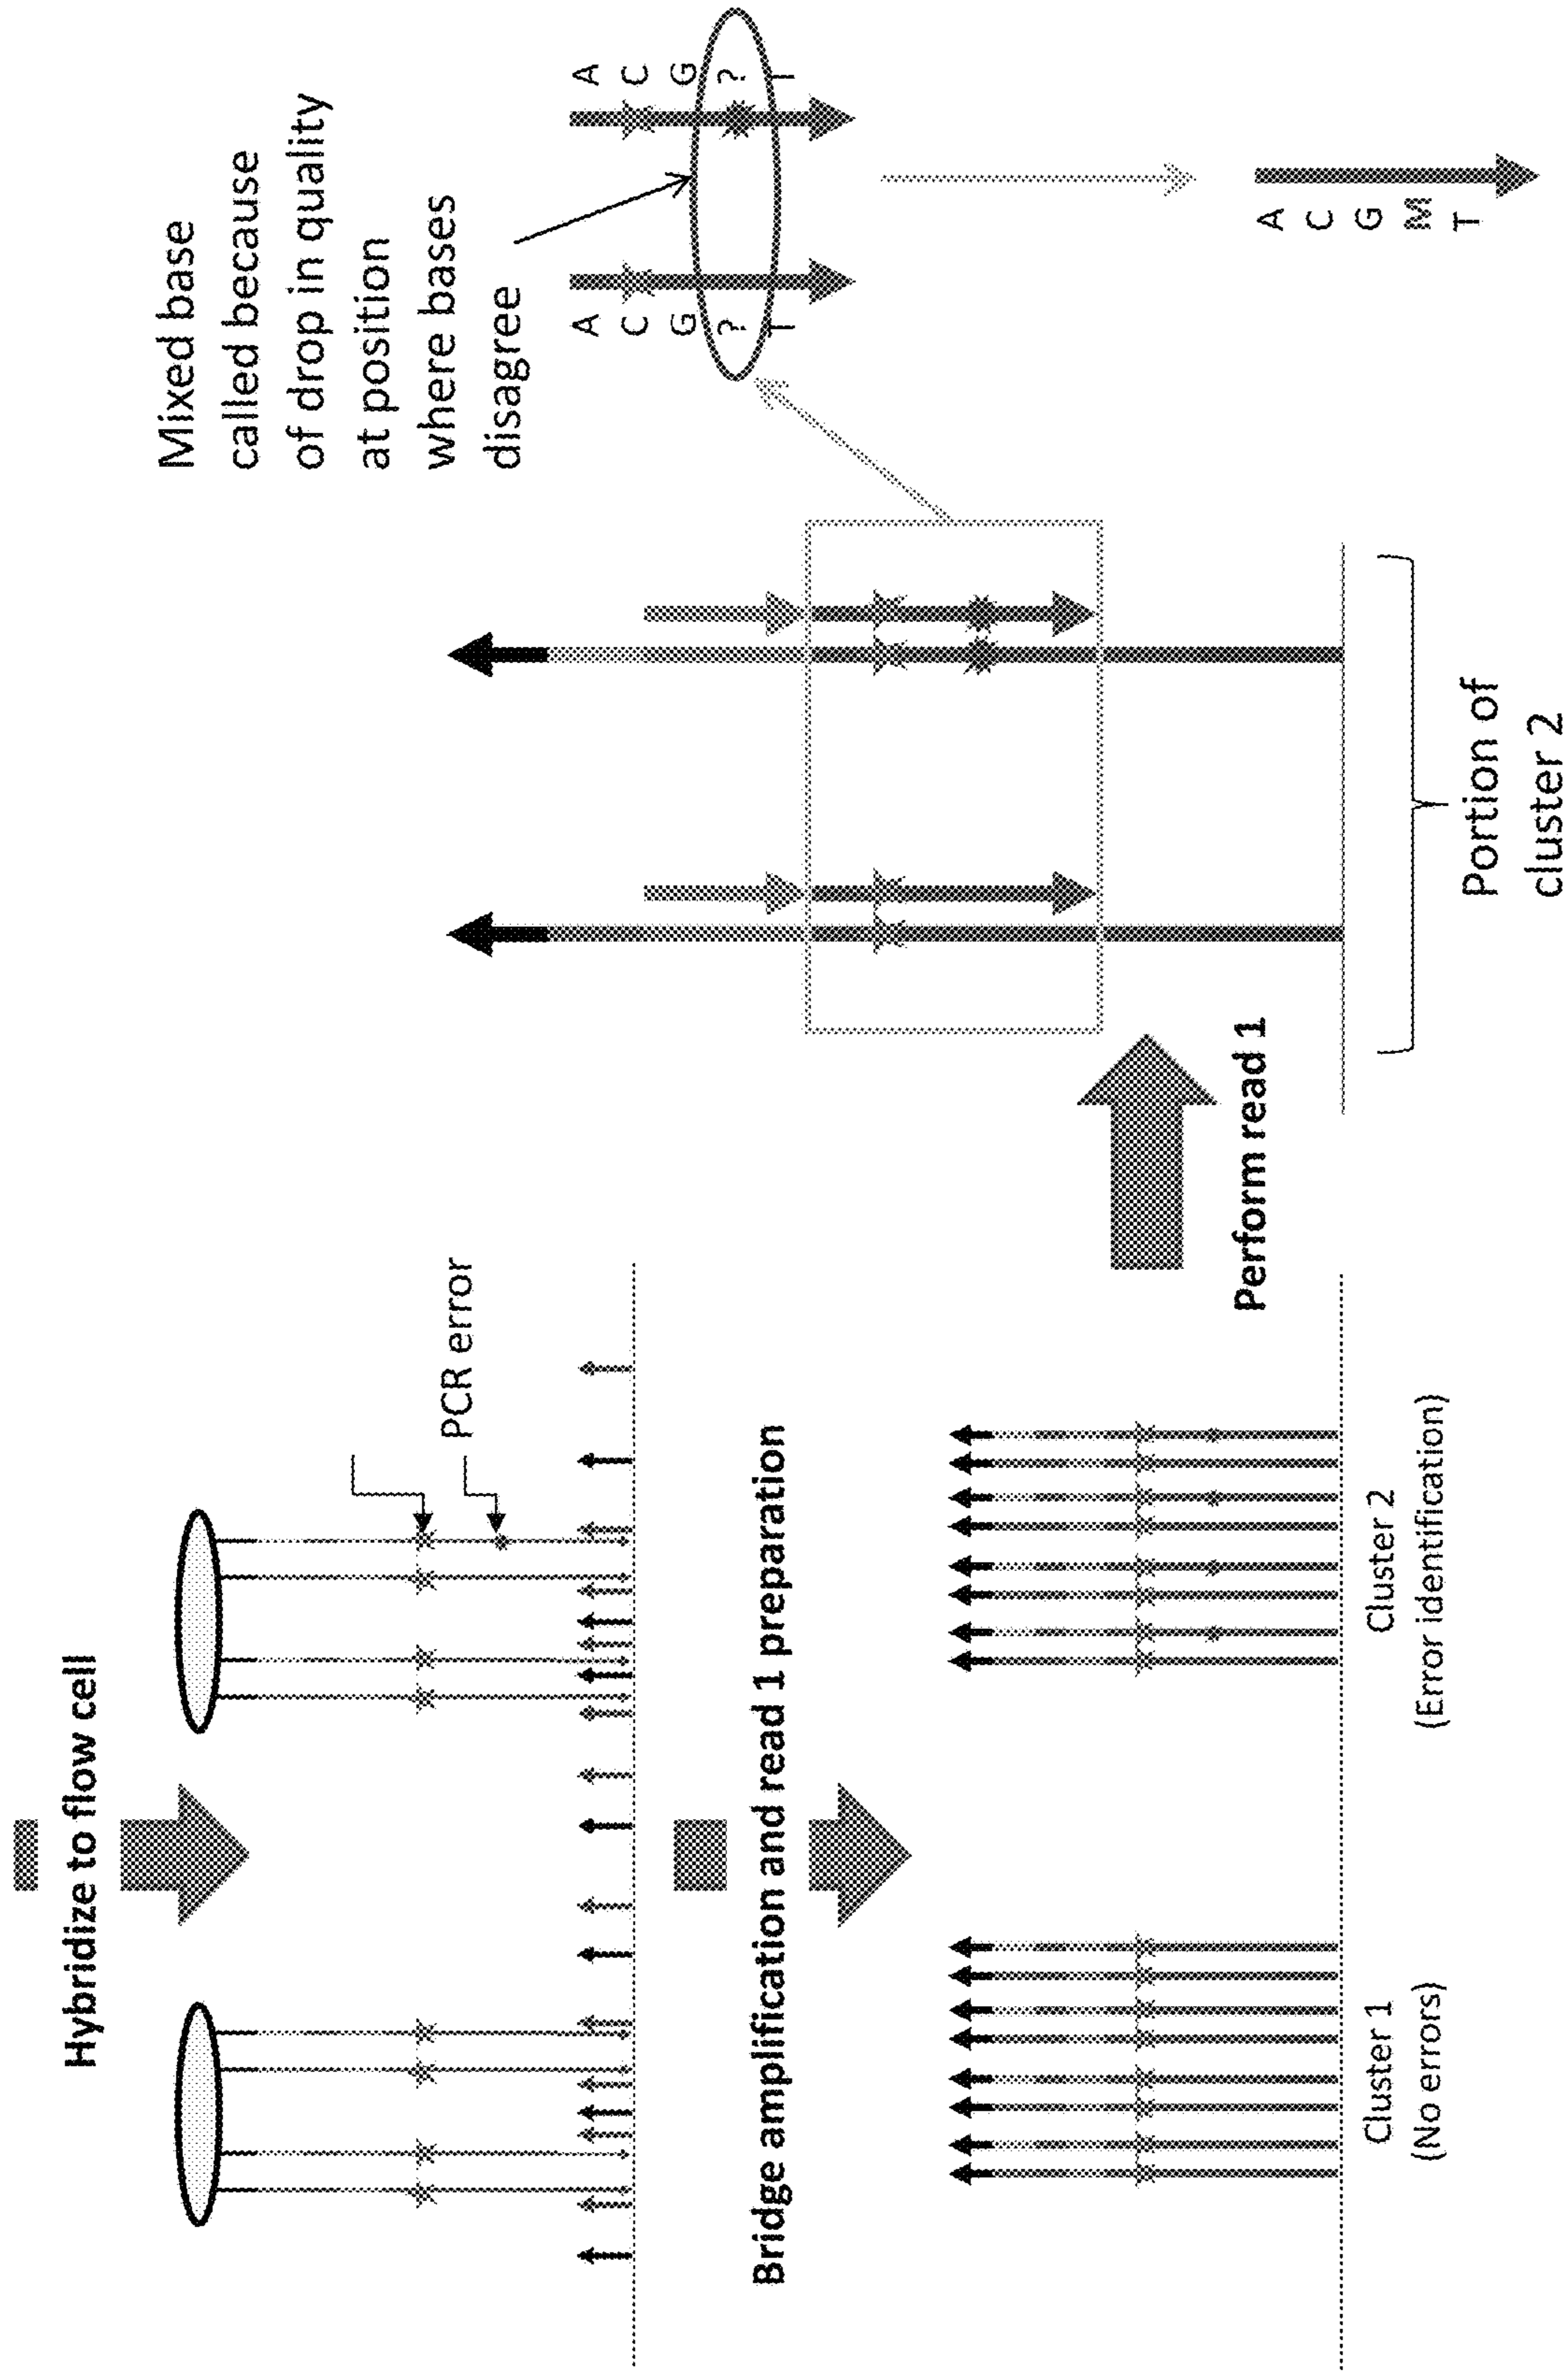 Hybridize to flow cell
PCR error
Bridge amplification and read 1 preparation
Cluster 1
(No errors)
Cluster 2
(Error identification)
Perform read 1
Portion of
cluster 2
Mixed base
called because
of drop in quality
at position
where bases
disagree
A
C
G
?
T
A
C
G
?
T
A
C
G
M
T